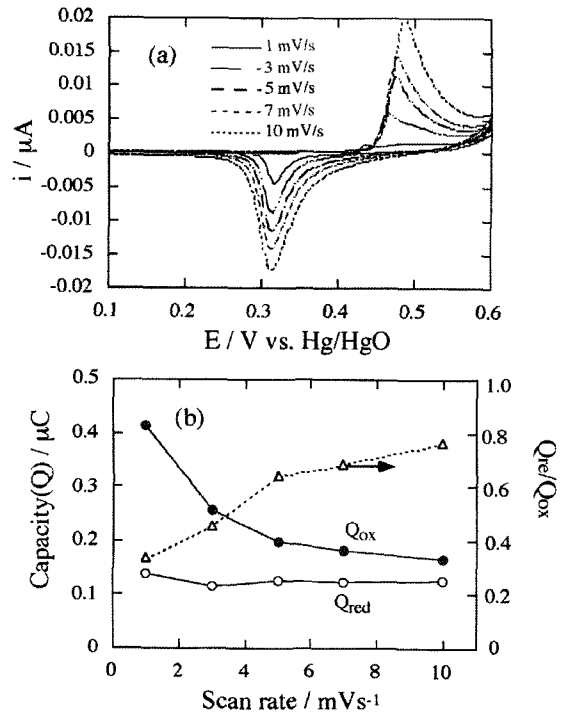 0.02
0.015
0.01
0.005
0
-0.005
-0.01
-0.015
-0.02
i / μA
(a)
1 mV/s
3 mV/s
5 mV/s
7 mV/s
10 mV/s
0.1 0.2 0.3 0.4 0.5 0.6
E / V vs. Hg/HgO
0.5
0.4
0.3
0.2
0.1
0
Capacity(Q) / μC
(b)
Qox
Qred
1.0
0.8
0.6
0.4
0.2
0
Qre/Qox
0 2 4 6 8 10
Scan rate / mVs-1